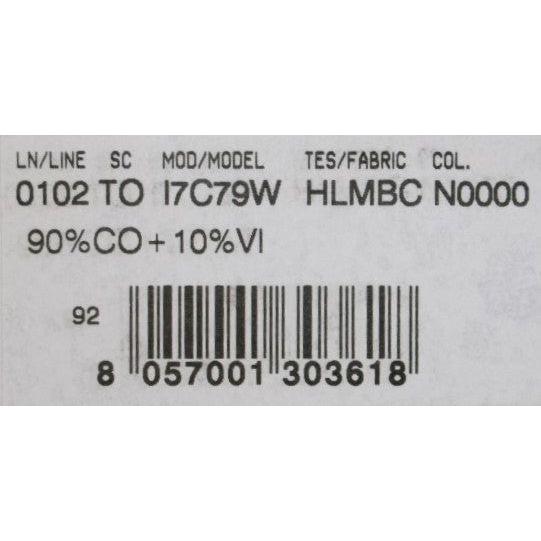 LN/LINE SC MOD/MODEL TES/FABRIC COL.
0102 TO I7C79W HLMBC N0000
90%CO+10%VI
92
8 057001 303618